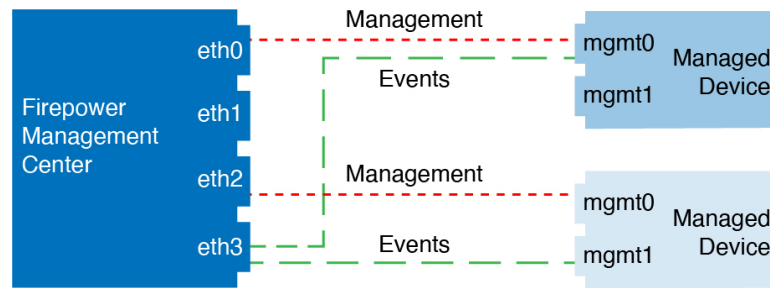 Management
eth0
mgmt0
Managed
Device
Events
mgmt1
Firepower
Management
Center
eth1
eth2
Management
mgmt0
Managed
Device
eth3
Events
mgmt1